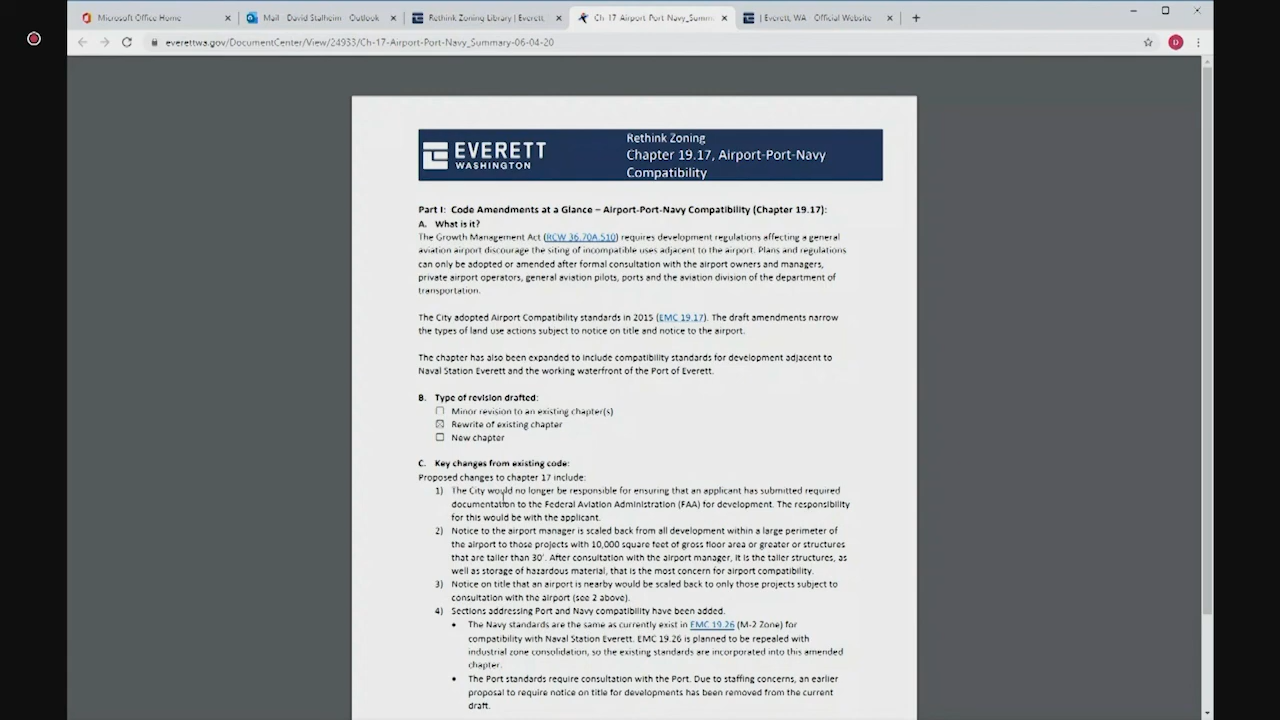 Microsoft Office Home
Mail - David Stalheim - Outlook
Rethink Zoning Library | Everett
Ch-17-Airport-Port-Navy_Summ
| Everett, WA - Official Website
everettwa.gov/DocumentCenter/View/24933/Ch-17-Airport-Port-Navy_Summary-06-04-20
D
EVERETT
WASHINGTON
Rethink Zoning
Chapter 19.17, Airport-Port-Navy
Compatibility
Part I: Code Amendments at a Glance – Airport-Port-Navy Compatibility (Chapter 19.17):
A. What is it?
The Growth Management Act (RCW 36.70A.510) requires development regulations affecting a general
aviation airport discourage the siting of incompatible uses adjacent to the airport. Plans and regulations
can only be adopted or amended after formal consultation with the airport owners and managers,
private airport operators, general aviation pilots, ports and the aviation division of the department of
transportation.
The City adopted Airport Compatibility standards in 2015 (EMC 19.17). The draft amendments narrow
the types of land use actions subject to notice on title and notice to the airport.
The chapter has also been expanded to include compatibility standards for development adjacent to
Naval Station Everett and the working waterfront of the Port of Everett.
B. Type of revision drafted:
☐ Minor revision to an existing chapter(s)
☒ Rewrite of existing chapter
☐ New chapter
C. Key changes from existing code:
Proposed changes to chapter 17 include:
1) The City would no longer be responsible for ensuring that an applicant has submitted required
documentation to the Federal Aviation Administration (FAA) for development. The responsibility
for this would be with the applicant.
2) Notice to the airport manager is scaled back from all development within a large perimeter of
the airport to those projects with 10,000 square feet of gross floor area or greater or structures
that are taller than 30'. After consultation with the airport manager, it is the taller structures, as
well as storage of hazardous material, that is the most concern for airport compatibility.
3) Notice on title that an airport is nearby would be scaled back to only those projects subject to
consultation with the airport (see 2 above).
4) Sections addressing Port and Navy compatibility have been added.
• The Navy standards are the same as currently exist in EMC 19.26 (M-2 Zone) for
compatibility with Naval Station Everett. EMC 19.26 is planned to be repealed with
industrial zone consolidation, so the existing standards are incorporated into this amended
chapter.
• The Port standards require consultation with the Port. Due to staffing concerns, an earlier
proposal to require notice on title for developments has been removed from the current
draft.